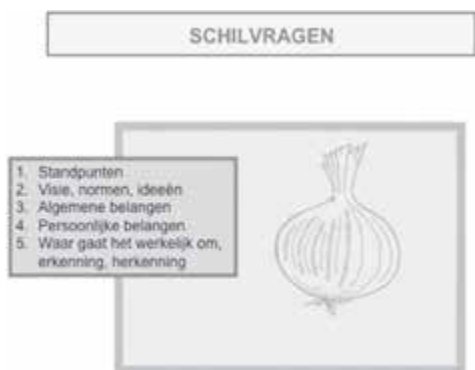 SCHILVRAGEN
1. Standpunten
2. Visie, normen, ideeën
3. Algemene belangen
4. Persoonlijke belangen
5. Waar gaat het werkelijk om,
erkenning, herkenning